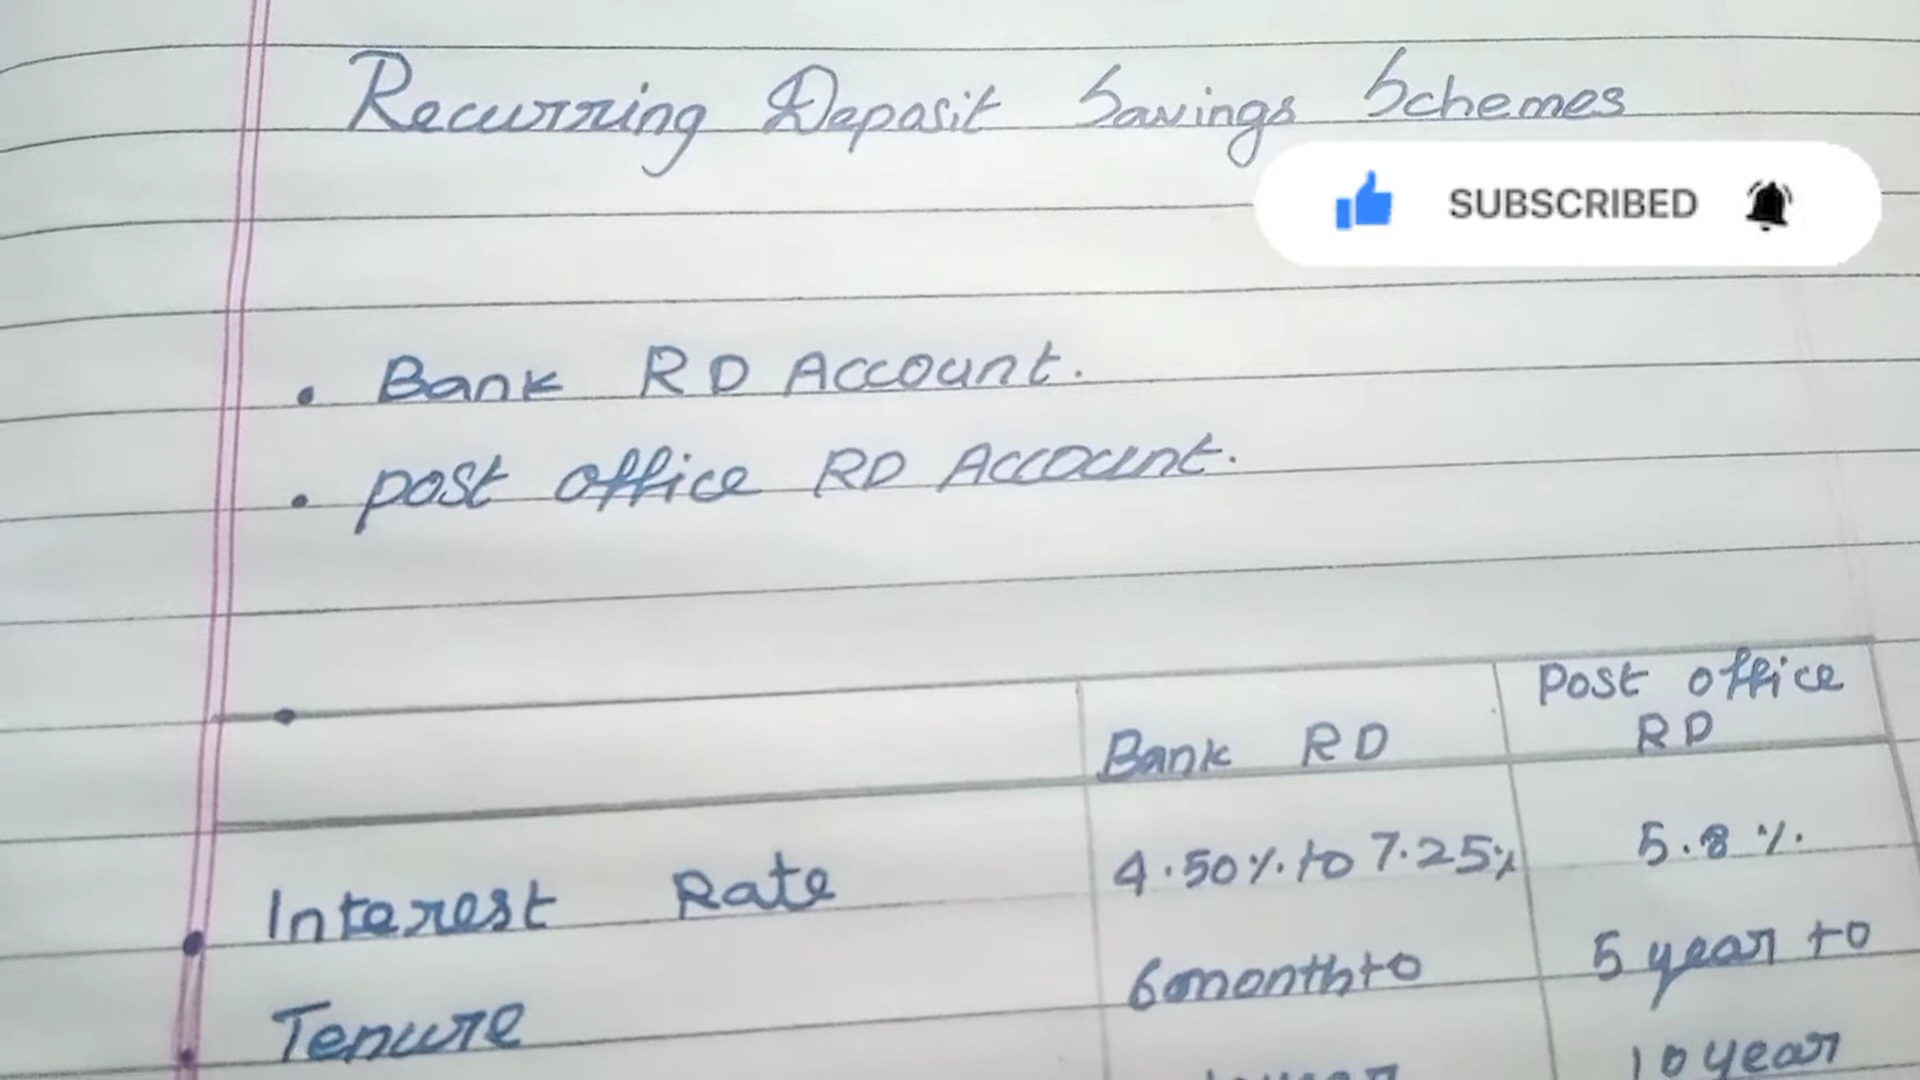 Recurring Deposit Savings Schemes
SUBSCRIBED
. Bank RD Account.
. post office RD Account.
Bank RD
Post office
RD
Interest Rate
4.50% to 7.25%
5.8%.
Tenure
6month to
5 year to
10 year